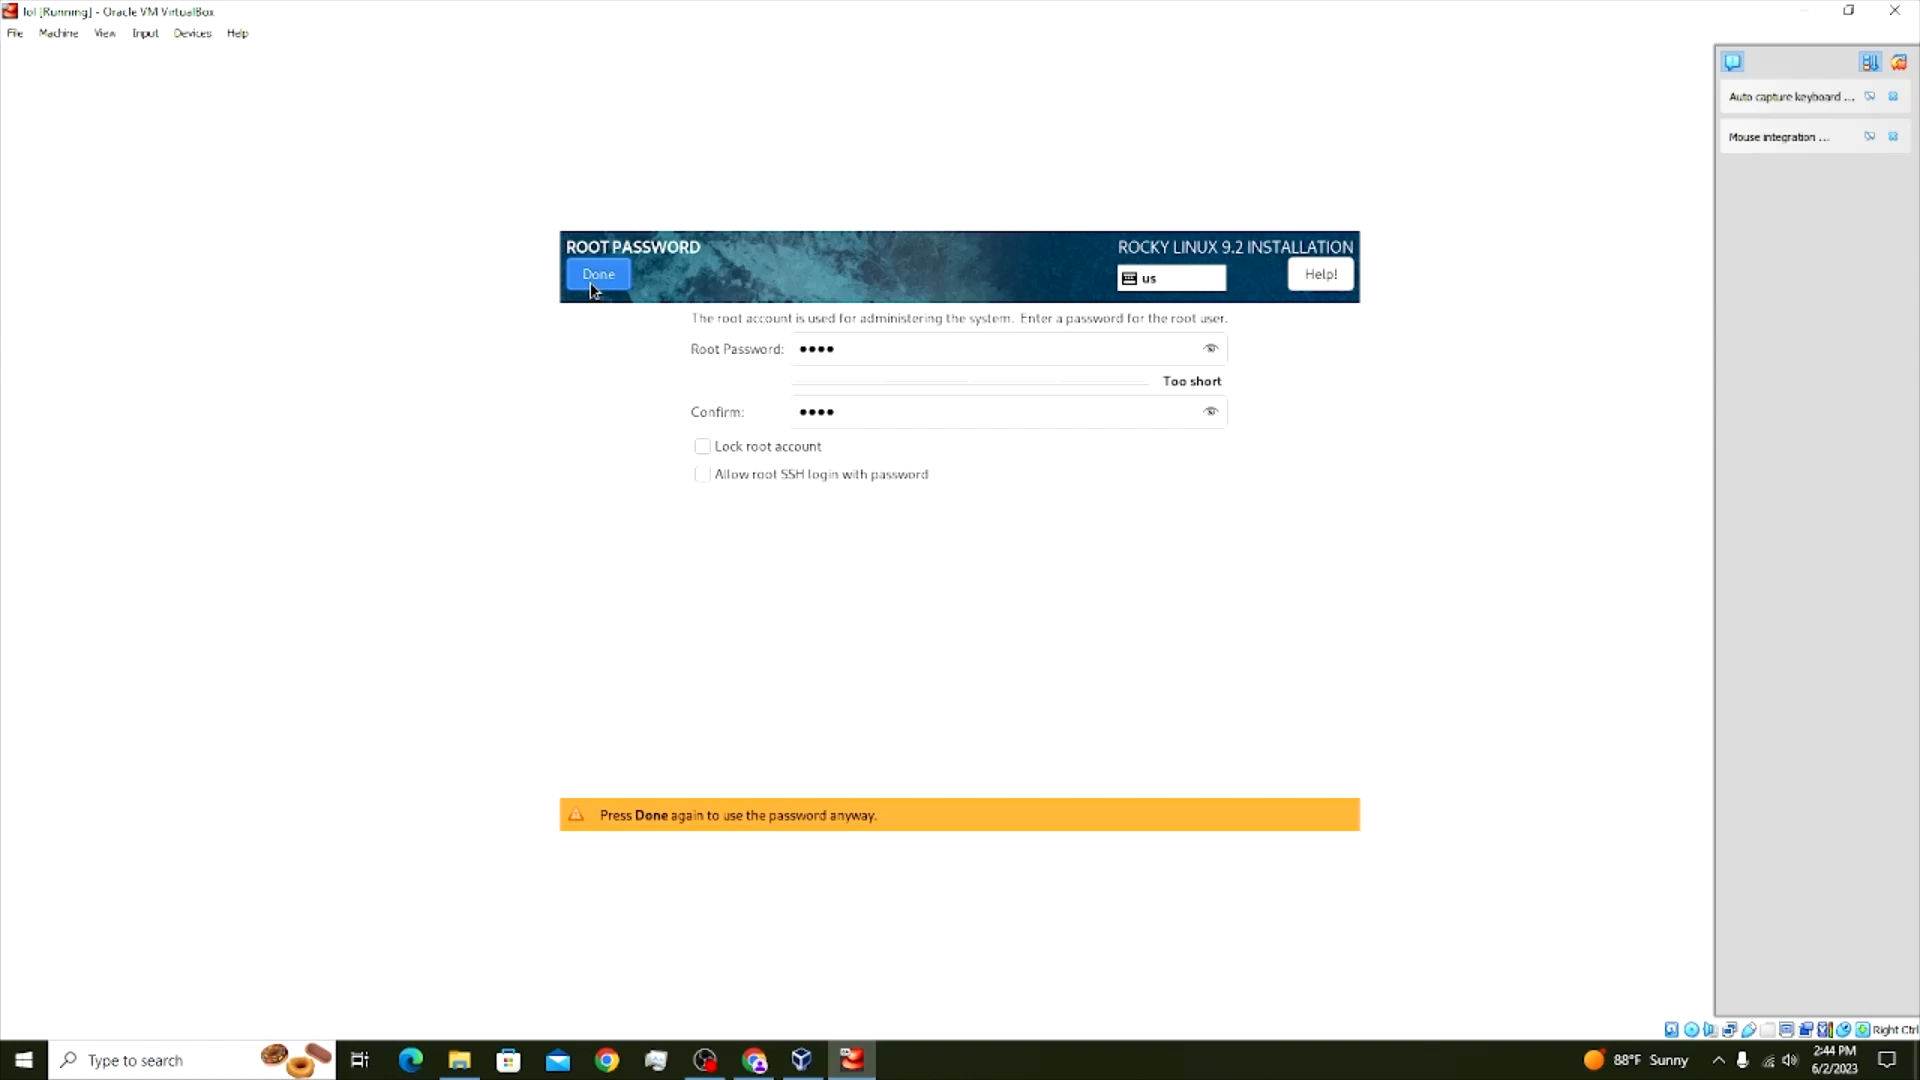 lol [Running] - Oracle VM VirtualBox
File Machine View Input Devices Help
Auto capture keyboard ...
Mouse integration ...
ROOT PASSWORD
ROCKY LINUX 9.2 INSTALLATION
Done
us
Help!
The root account is used for administering the system. Enter a password for the root user.
Root Password: ••••
Too short
Confirm: ••••
Lock root account
Allow root SSH login with password
Press Done again to use the password anyway.
Right Ctrl
Type to search
88°F Sunny
2:44 PM
6/2/2023